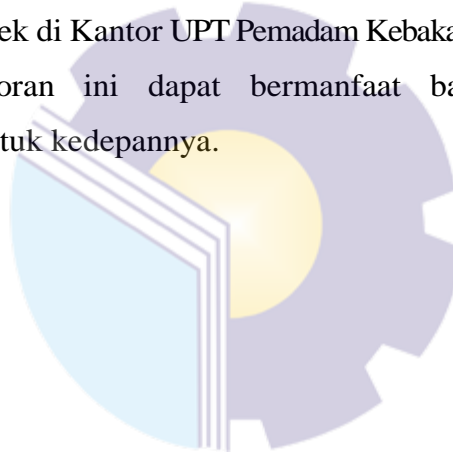 ek di Kantor UPT Pemadam Kebaka
oran ini dapat bermanfaat ba
tuk kedepannya.